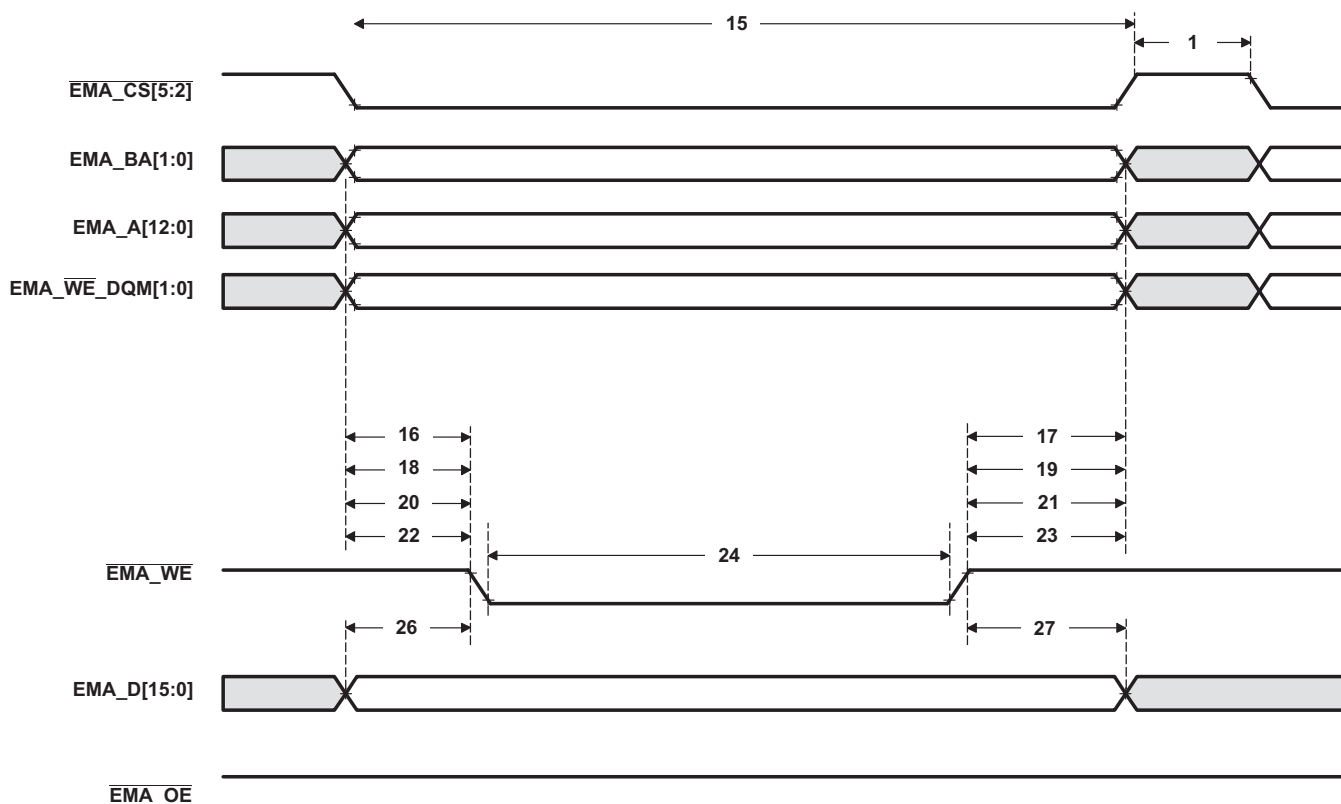 15
1
EMA_CS[5:2]
EMA_BA[1:0]
EMA_A[12:0]
EMA_WE_DQM[1:0]
16 17
18 19
20 21
22 23
24
EMA_WE
26 27
EMA_D[15:0]
EMA_OE